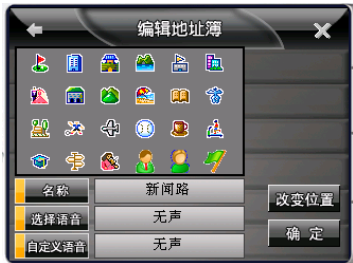 编辑地址簿
名称 新闻路
改变位置
选择语音 无声
确 定
自定义语音 无声